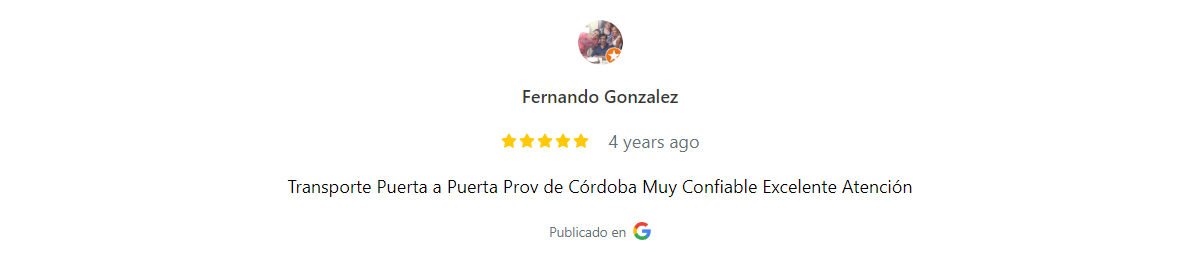 Fernando Gonzalez
4 years ago
Transporte Puerta a Puerta Prov de Córdoba Muy Confiable Excelente Atención
Publicado en